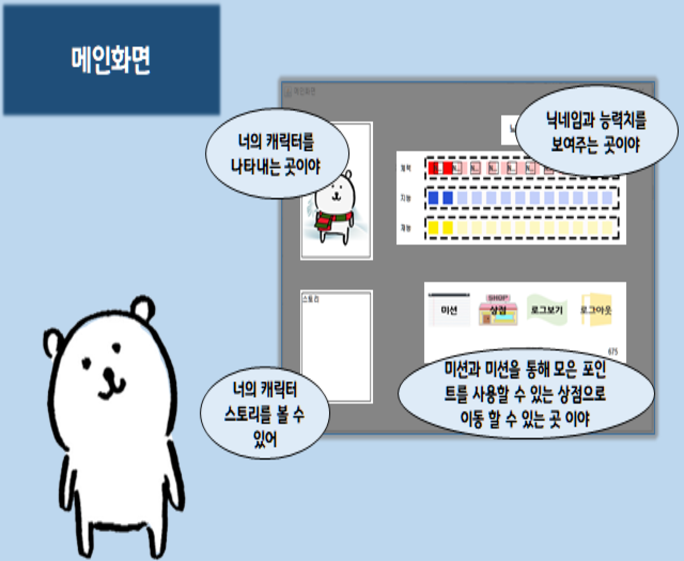 메인화면
메인화면
너의 캐릭터를
나타내는 곳이야
닉네임과 능력치를
보여주는 곳이야
체력
지능
재능
스토리
미션
SHOP
상점
로그보기
로그아웃
675
너의 캐릭터
스토리를 볼 수
있어
미션과 미션을 통해 모은 포인
트를 사용할 수 있는 상점으로
이동 할 수 있는 곳 이야